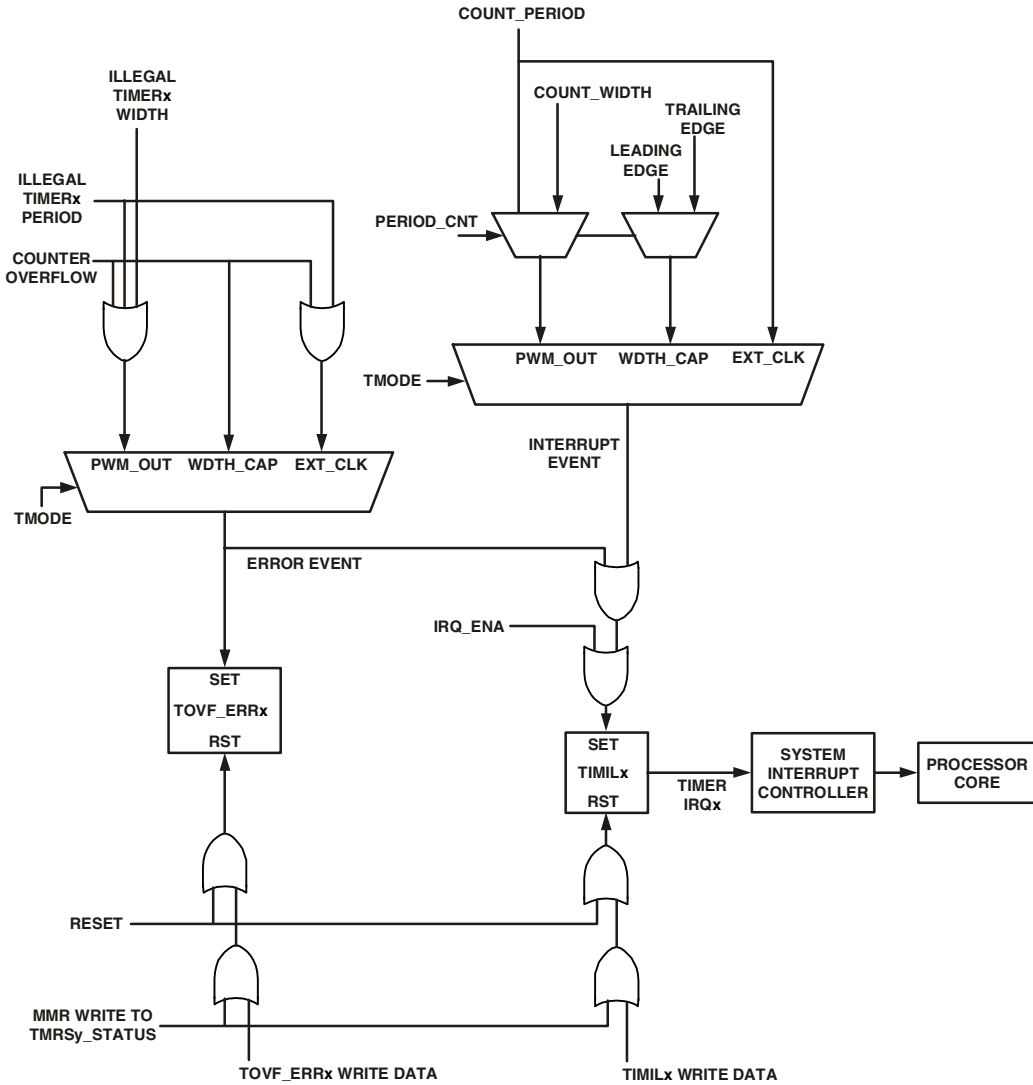 COUNT_PERIOD
ILLEGAL
TIMERx
WIDTH
COUNT_WIDTH
TRAILING
EDGE
LEADING
EDGE
ILLEGAL
TIMERx
PERIOD
PERIOD_CNT
COUNTER
OVERFLOW
PWM_OUT WDTH_CAP EXT_CLK
TMODE
INTERRUPT
EVENT
PWM_OUT WDTH_CAP EXT_CLK
TMODE
ERROR EVENT
IRQ_ENA
SET
TOVF_ERRx
RST
SET
TIMILx
RST
TIMER
IRQx
SYSTEM
INTERRUPT
CONTROLLER
PROCESSOR
CORE
RESET
MMR WRITE TO
TMRSy_STATUS
TOVF_ERRx WRITE DATA
TIMILx WRITE DATA